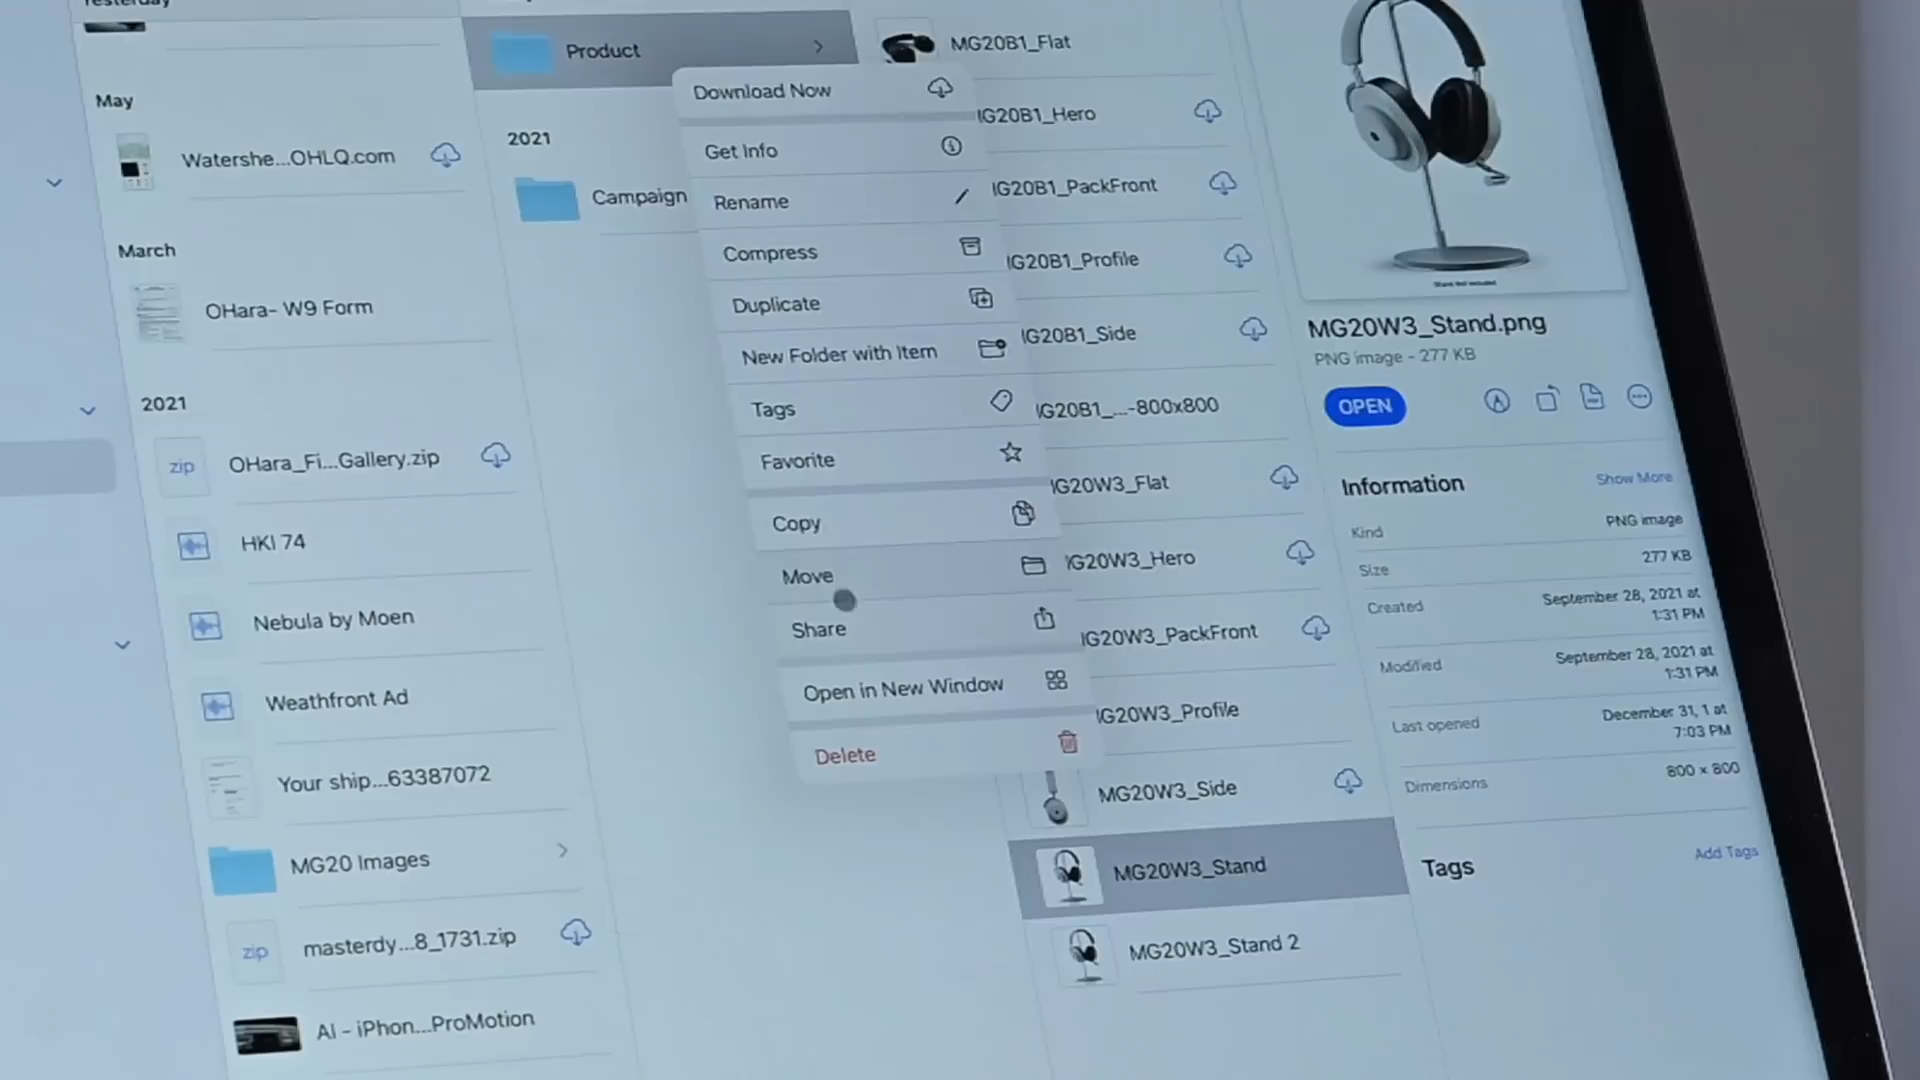 Yesterday
May
Watershe...OHLQ.com
March
OHara- W9 Form
2021
zip
OHara_Fi...Gallery.zip
HKI 74
Nebula by Moen
Weathfront Ad
Your ship...63387072
MG20 Images
zip
masterdy...8_1731.zip
AI - iPhon...ProMotion
Product
2021
Campaign
Download Now
Get Info
Rename
Compress
Duplicate
New Folder with Item
Tags
Favorite
Copy
Move
Share
Open in New Window
Delete
MG20B1_Flat
IG20B1_Hero
IG20B1_PackFront
IG20B1_Profile
IG20B1_Side
IG20B1_...-800x800
IG20W3_Flat
IG20W3_Hero
IG20W3_PackFront
IG20W3_Profile
MG20W3_Side
MG20W3_Stand
MG20W3_Stand 2
Stand not included
MG20W3_Stand.png
PNG image - 277 KB
OPEN
Information Show More
Kind PNG image
Size 277 KB
Created September 28, 2021 at
1:31 PM
Modified September 28, 2021 at
1:31 PM
Last opened December 31, 1 at
7:03 PM
Dimensions 800 × 800
Tags Add Tags